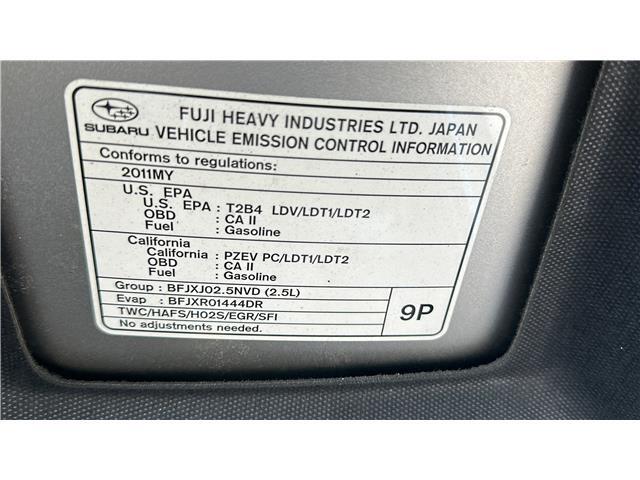 FUJI HEAVY INDUSTRIES LTD. JAPAN
SUBARU VEHICLE EMISSION CONTROL INFORMATION
Conforms to regulations:
2011MY
U.S. EPA
U.S. EPA : T2B4 LDV/LDT1/LDT2
OBD : CA II
Fuel : Gasoline
California
California : PZEV PC/LDT1/LDT2
OBD : CA II
Fuel : Gasoline
Group : BFJXJ02.5NVD (2.5L)
Evap : BFJXR01444DR
TWC/HAFS/HO2S/EGR/SFI
No adjustments needed.
9P